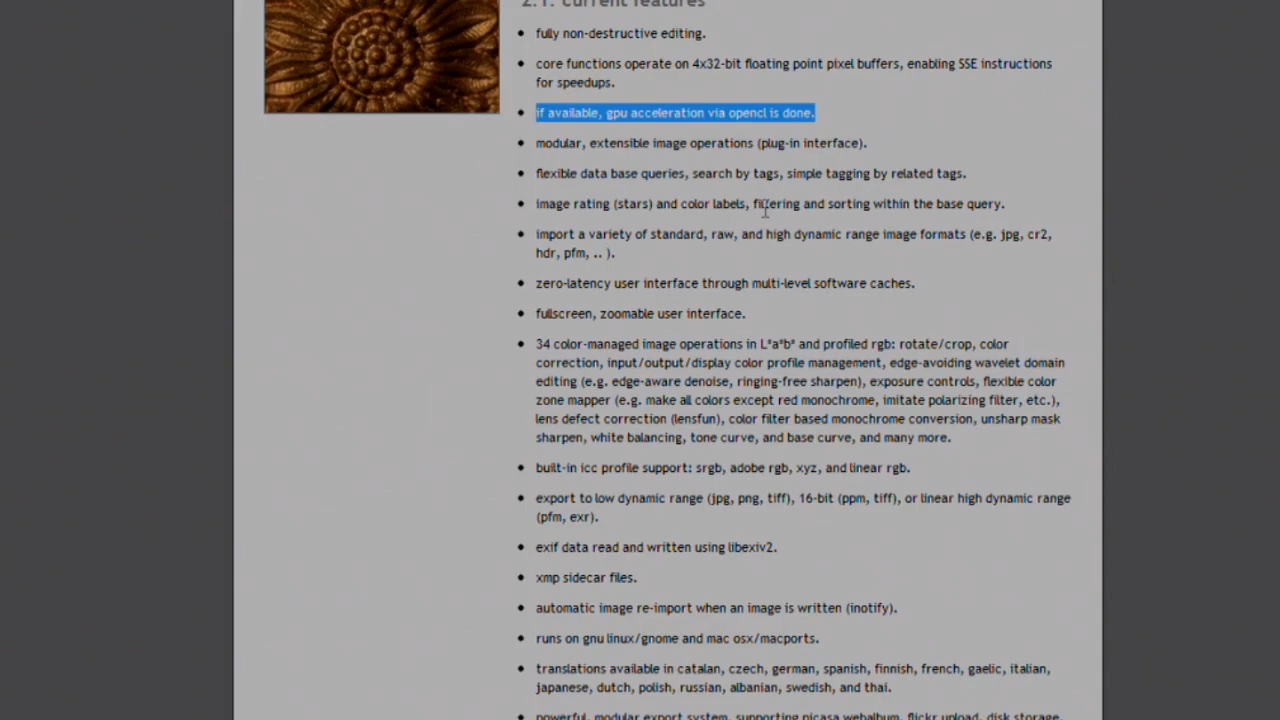 2.1. Current features
fully non-destructive editing.
core functions operate on 4x32-bit floating point pixel buffers, enabling SSE instructions
for speedups.
if available, gpu acceleration via opencl is done.
modular, extensible image operations (plug-in interface).
flexible data base queries, search by tags, simple tagging by related tags.
image rating (stars) and color labels, filtering and sorting within the base query.
import a variety of standard, raw, and high dynamic range image formats (e.g. jpg, cr2,
hdr, pfm, .. ).
zero-latency user interface through multi-level software caches.
fullscreen, zoomable user interface.
34 color-managed image operations in L*a*b* and profiled rgb: rotate/crop, color
correction, input/output/display color profile management, edge-avoiding wavelet domain
editing (e.g. edge-aware denoise, ringing-free sharpen), exposure controls, flexible color
zone mapper (e.g. make all colors except red monochrome, imitate polarizing filter, etc.),
lens defect correction (lensfun), color filter based monochrome conversion, unsharp mask
sharpen, white balancing, tone curve, and base curve, and many more.
built-in icc profile support: srgb, adobe rgb, xyz, and linear rgb.
export to low dynamic range (jpg, png, tiff), 16-bit (ppm, tiff), or linear high dynamic range
(pfm, exr).
exif data read and written using libexiv2.
xmp sidecar files.
automatic image re-import when an image is written (inotify).
runs on gnu linux/gnome and mac osx/macports.
translations available in catalan, czech, german, spanish, finnish, french, gaelic, italian,
japanese, dutch, polish, russian, albanian, swedish, and thai.
powerful, modular export system, supporting picasa webalbum, flickr upload, disk storage,